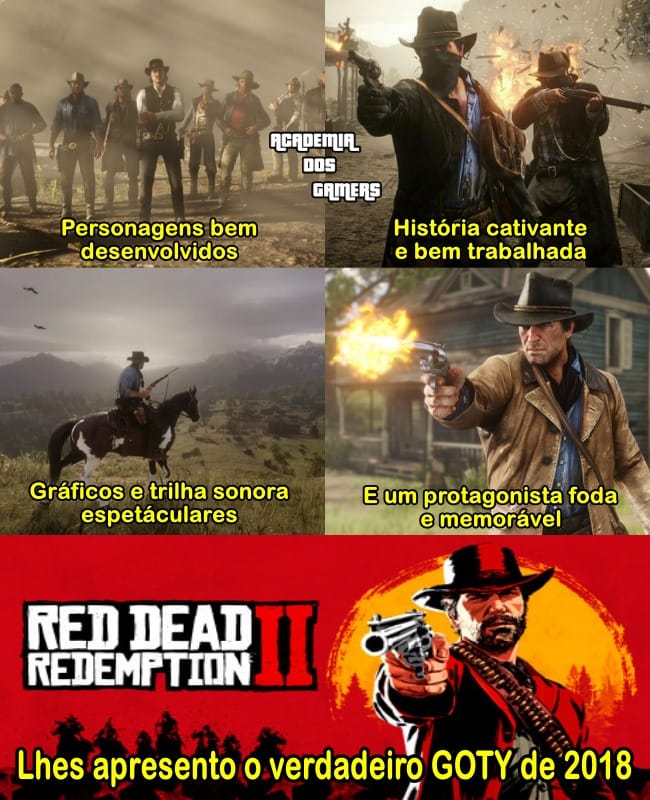 ACADEMIA
DOS
GAMERS
Personagens bem
desenvolvidos
História cativante
e bem trabalhada
Gráficos e trilha sonora
espetáculares
E um protagonista foda
e memorável
RED DEAD
REDEMPTION II
Lhes apresento o verdadeiro GOTY de 2018